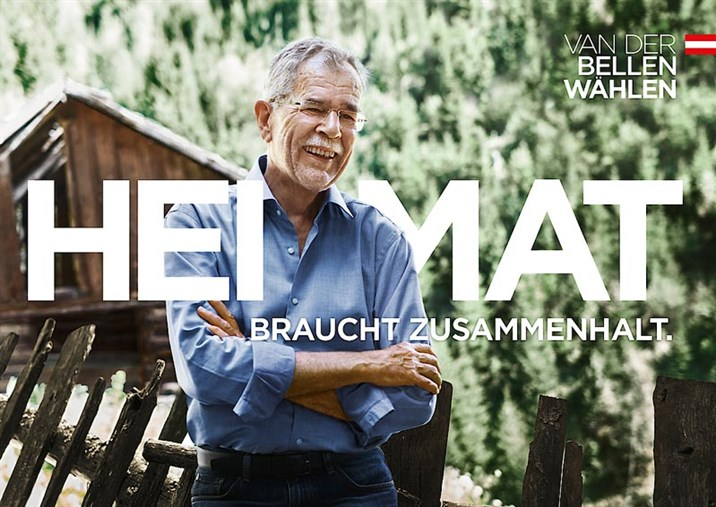 VAN DER
BELLEN
WÄHLEN
HEIMAT
BRAUCHT ZUSAMMENHALT.